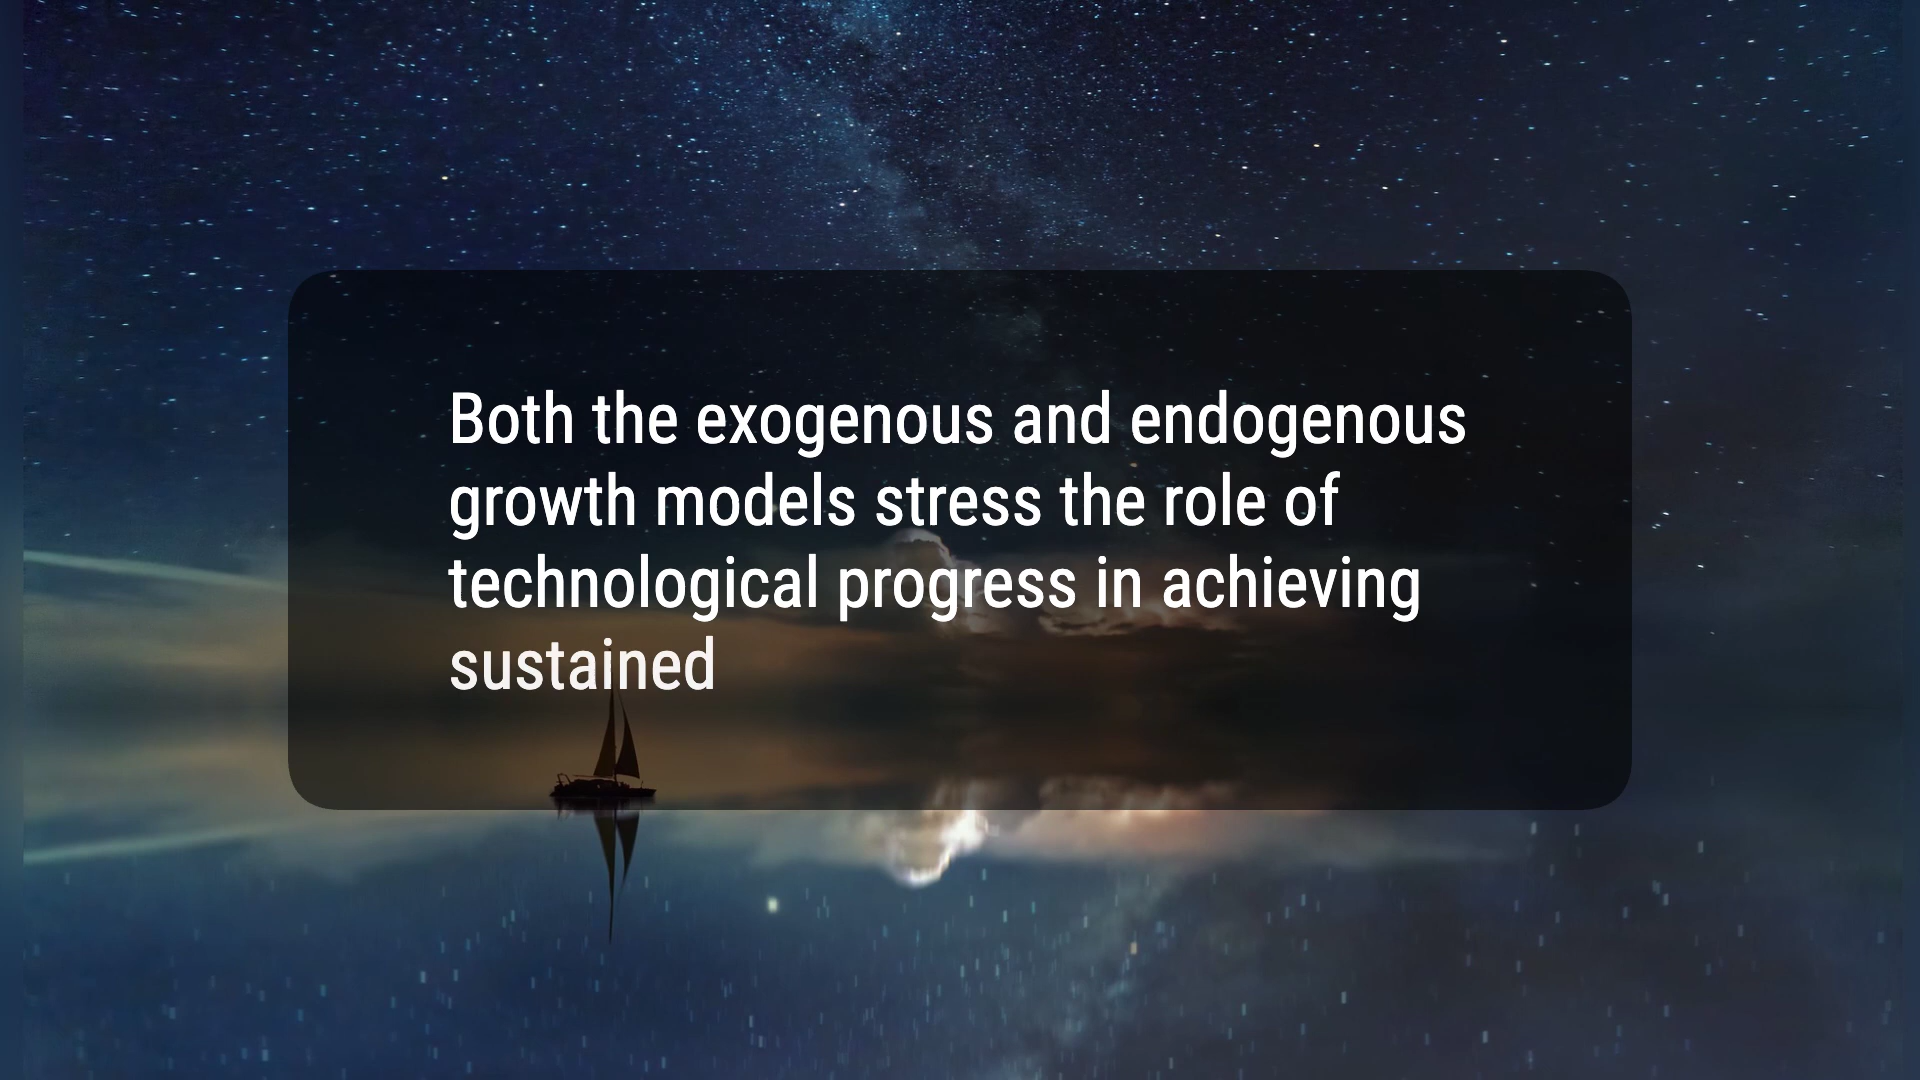 Both the exogenous and endogenous
growth models stress the role of
technological progress in achieving
sustained